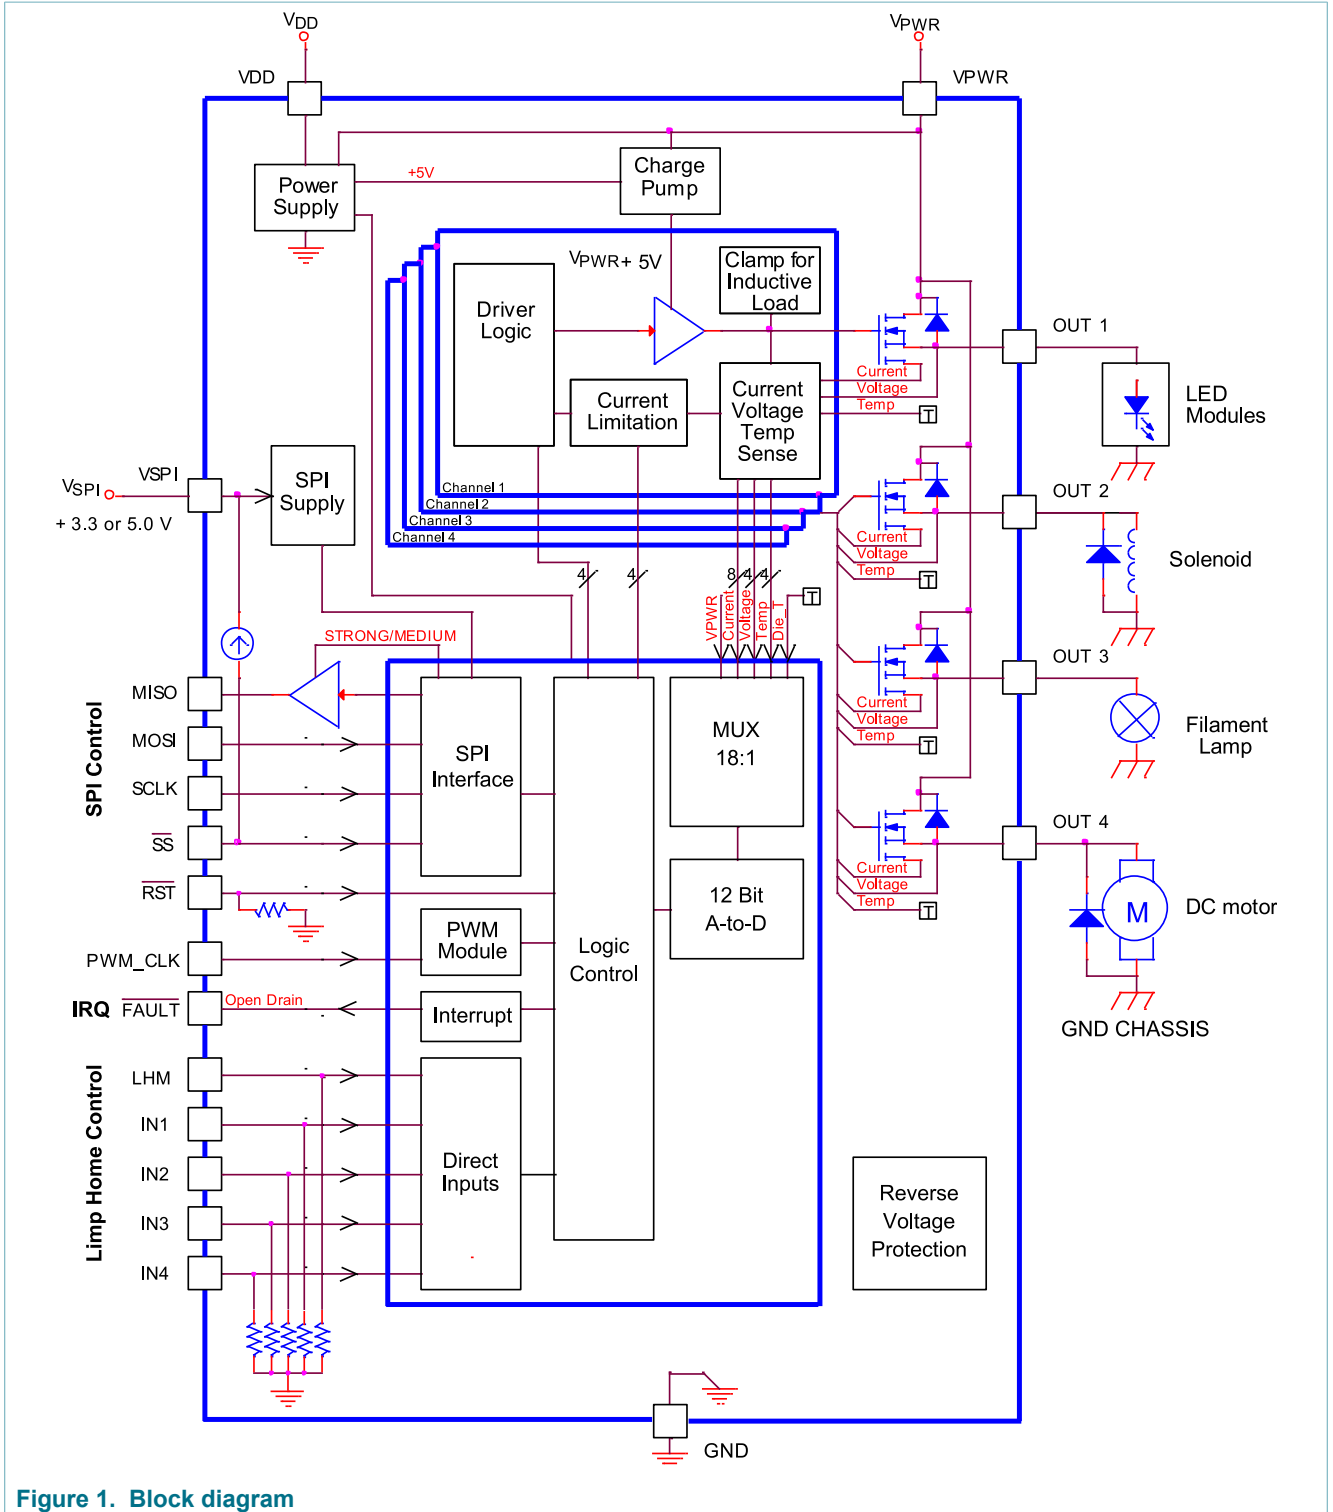 VDD
VPWR
VDD
VPWR
Power
Supply
+5V
Charge
Pump
VPWR+ 5V
Clamp for
Inductive
Load
Driver
Logic
Current
Limitation
Current
Voltage
Temp
Sense
Current
Voltage
Temp
T
OUT 1
LED
Modules
Channel 1
Channel 2
Channel 3
Channel 4
VSPI
VSPI
+ 3.3 or 5.0 V
SPI
Supply
OUT 2
Current
Voltage
Temp
T
Solenoid
4
4
8
4
4
VPWR
Current
Voltage
Temp
Die_T
T
STRONG/MEDIUM
OUT 3
Current
Voltage
Temp
T
Filament
Lamp
SPI Control
MISO
MOSI
SCLK
SS
RST
SPI
Interface
MUX
18:1
12 Bit
A-to-D
OUT 4
Current
Voltage
Temp
T
M
DC motor
GND CHASSIS
PWM_CLK
PWM
Module
Logic
Control
IRQ FAULT
Open Drain
Interrupt
Limp Home Control
LHM
IN1
IN2
IN3
IN4
Direct
Inputs
Reverse
Voltage
Protection
GND
Figure 1. Block diagram